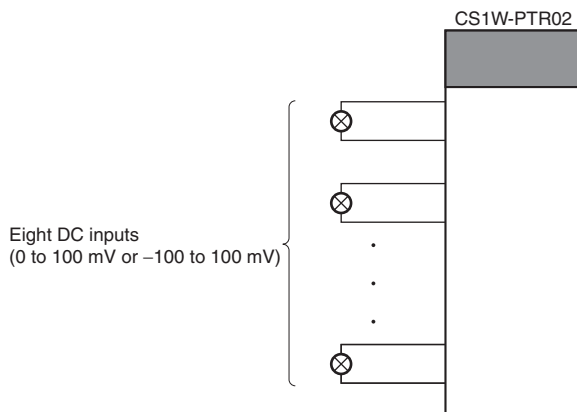 CS1W-PTR02
Eight DC inputs
(0 to 100 mV or –100 to 100 mV)